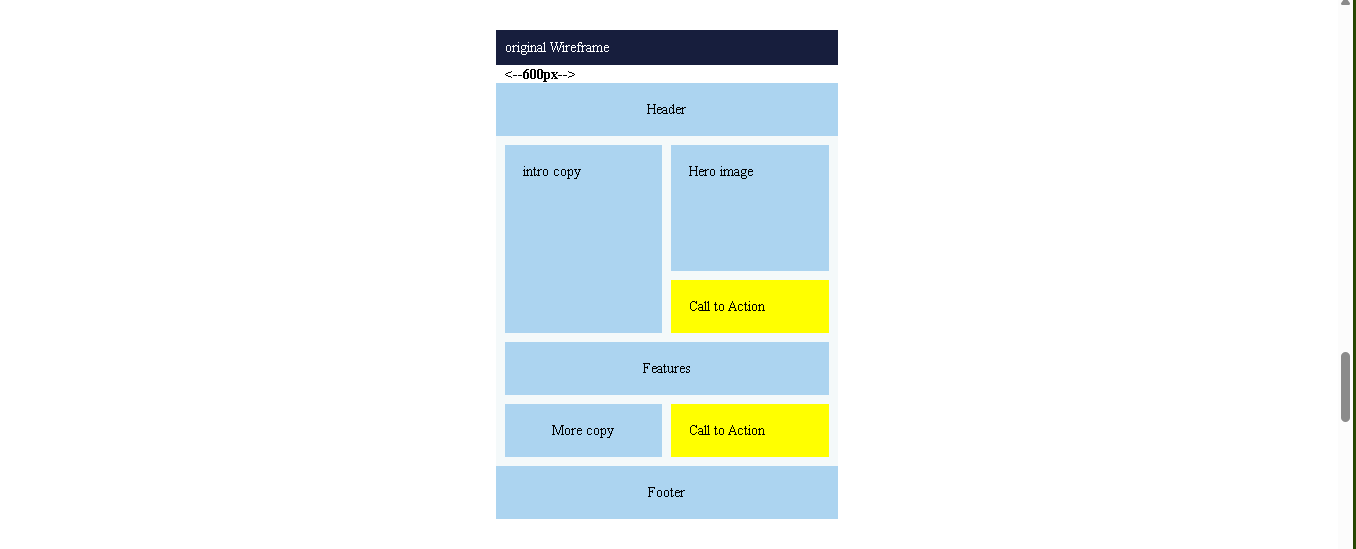 original Wireframe
<--600px-->
Header
intro copy
Hero image
Call to Action
Features
More copy
Call to Action
Footer